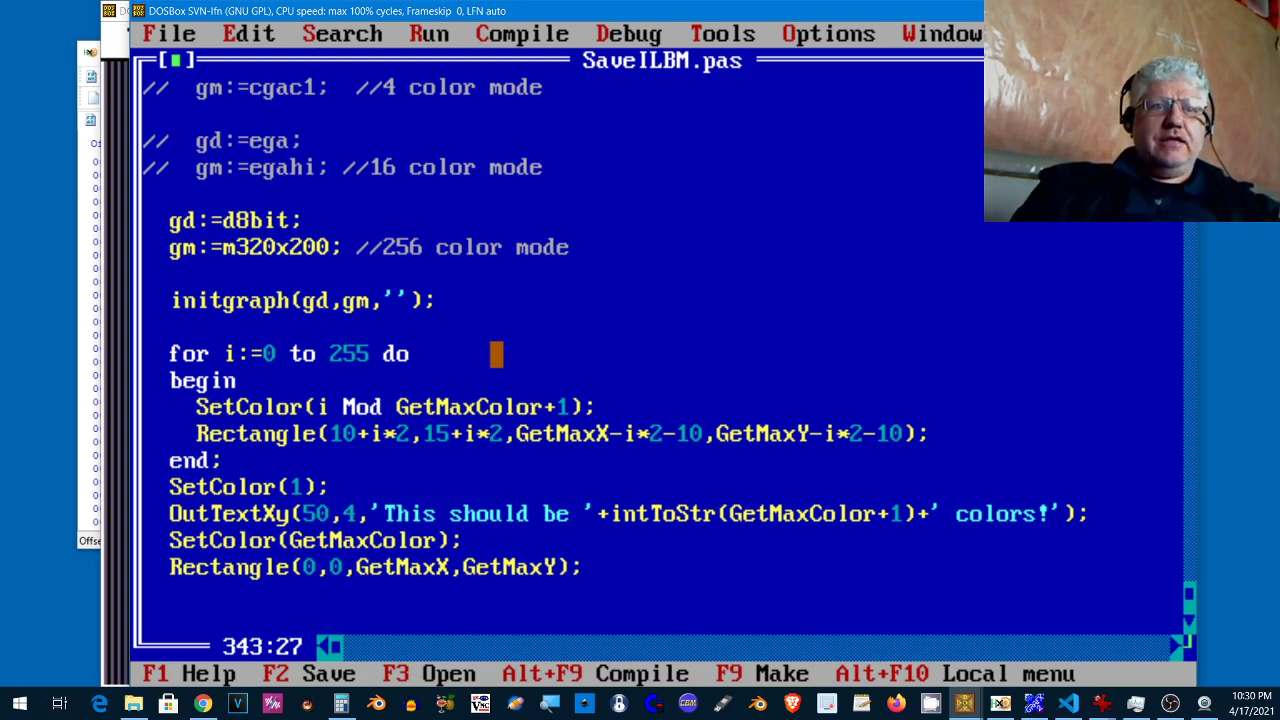 DOSBox SVN-lfn (GNU GPL), CPU speed: max 100% cycles, Frameskip 0, LFN auto
File Edit Search Run Compile Debug Tools Options Window
SaveILBM.pas
// gm:=cgac1; //4 color mode
// gd:=ega;
// gm:=egahi; //16 color mode
gd:=d8bit;
gm:=m320x200; //256 color mode
initgraph(gd,gm,'');
for i:=0 to 255 do
begin
SetColor(i Mod GetMaxColor+1);
Rectangle(10+i*2,15+i*2,GetMaxX-i*2-10,GetMaxY-i*2-10);
end;
SetColor(1);
OutTextXy(50,4,'This should be '+intToStr(GetMaxColor+1)+' colors!');
SetColor(GetMaxColor);
Rectangle(0,0,GetMaxX,GetMaxY);
Offse
343:27
F1 Help F2 Save F3 Open Alt+F9 Compile F9 Make Alt+F10 Local menu
10:30 PM
4/17/2021